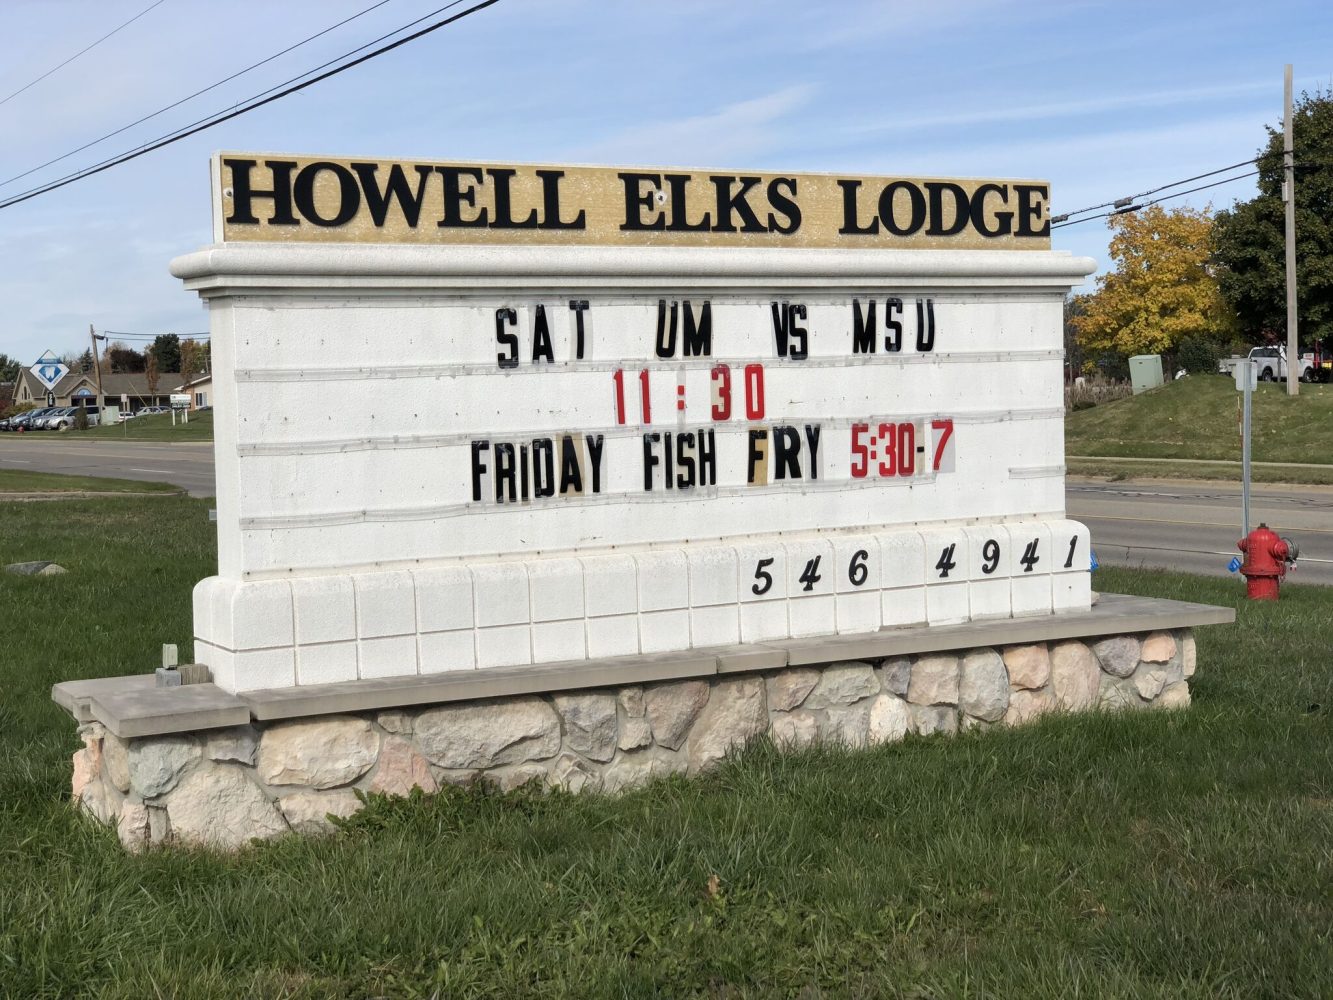 HOWELL ELKS LODGE
SAT UM VS MSU
11:30
FRIDAY FISH FRY 5:30-7
546 4941